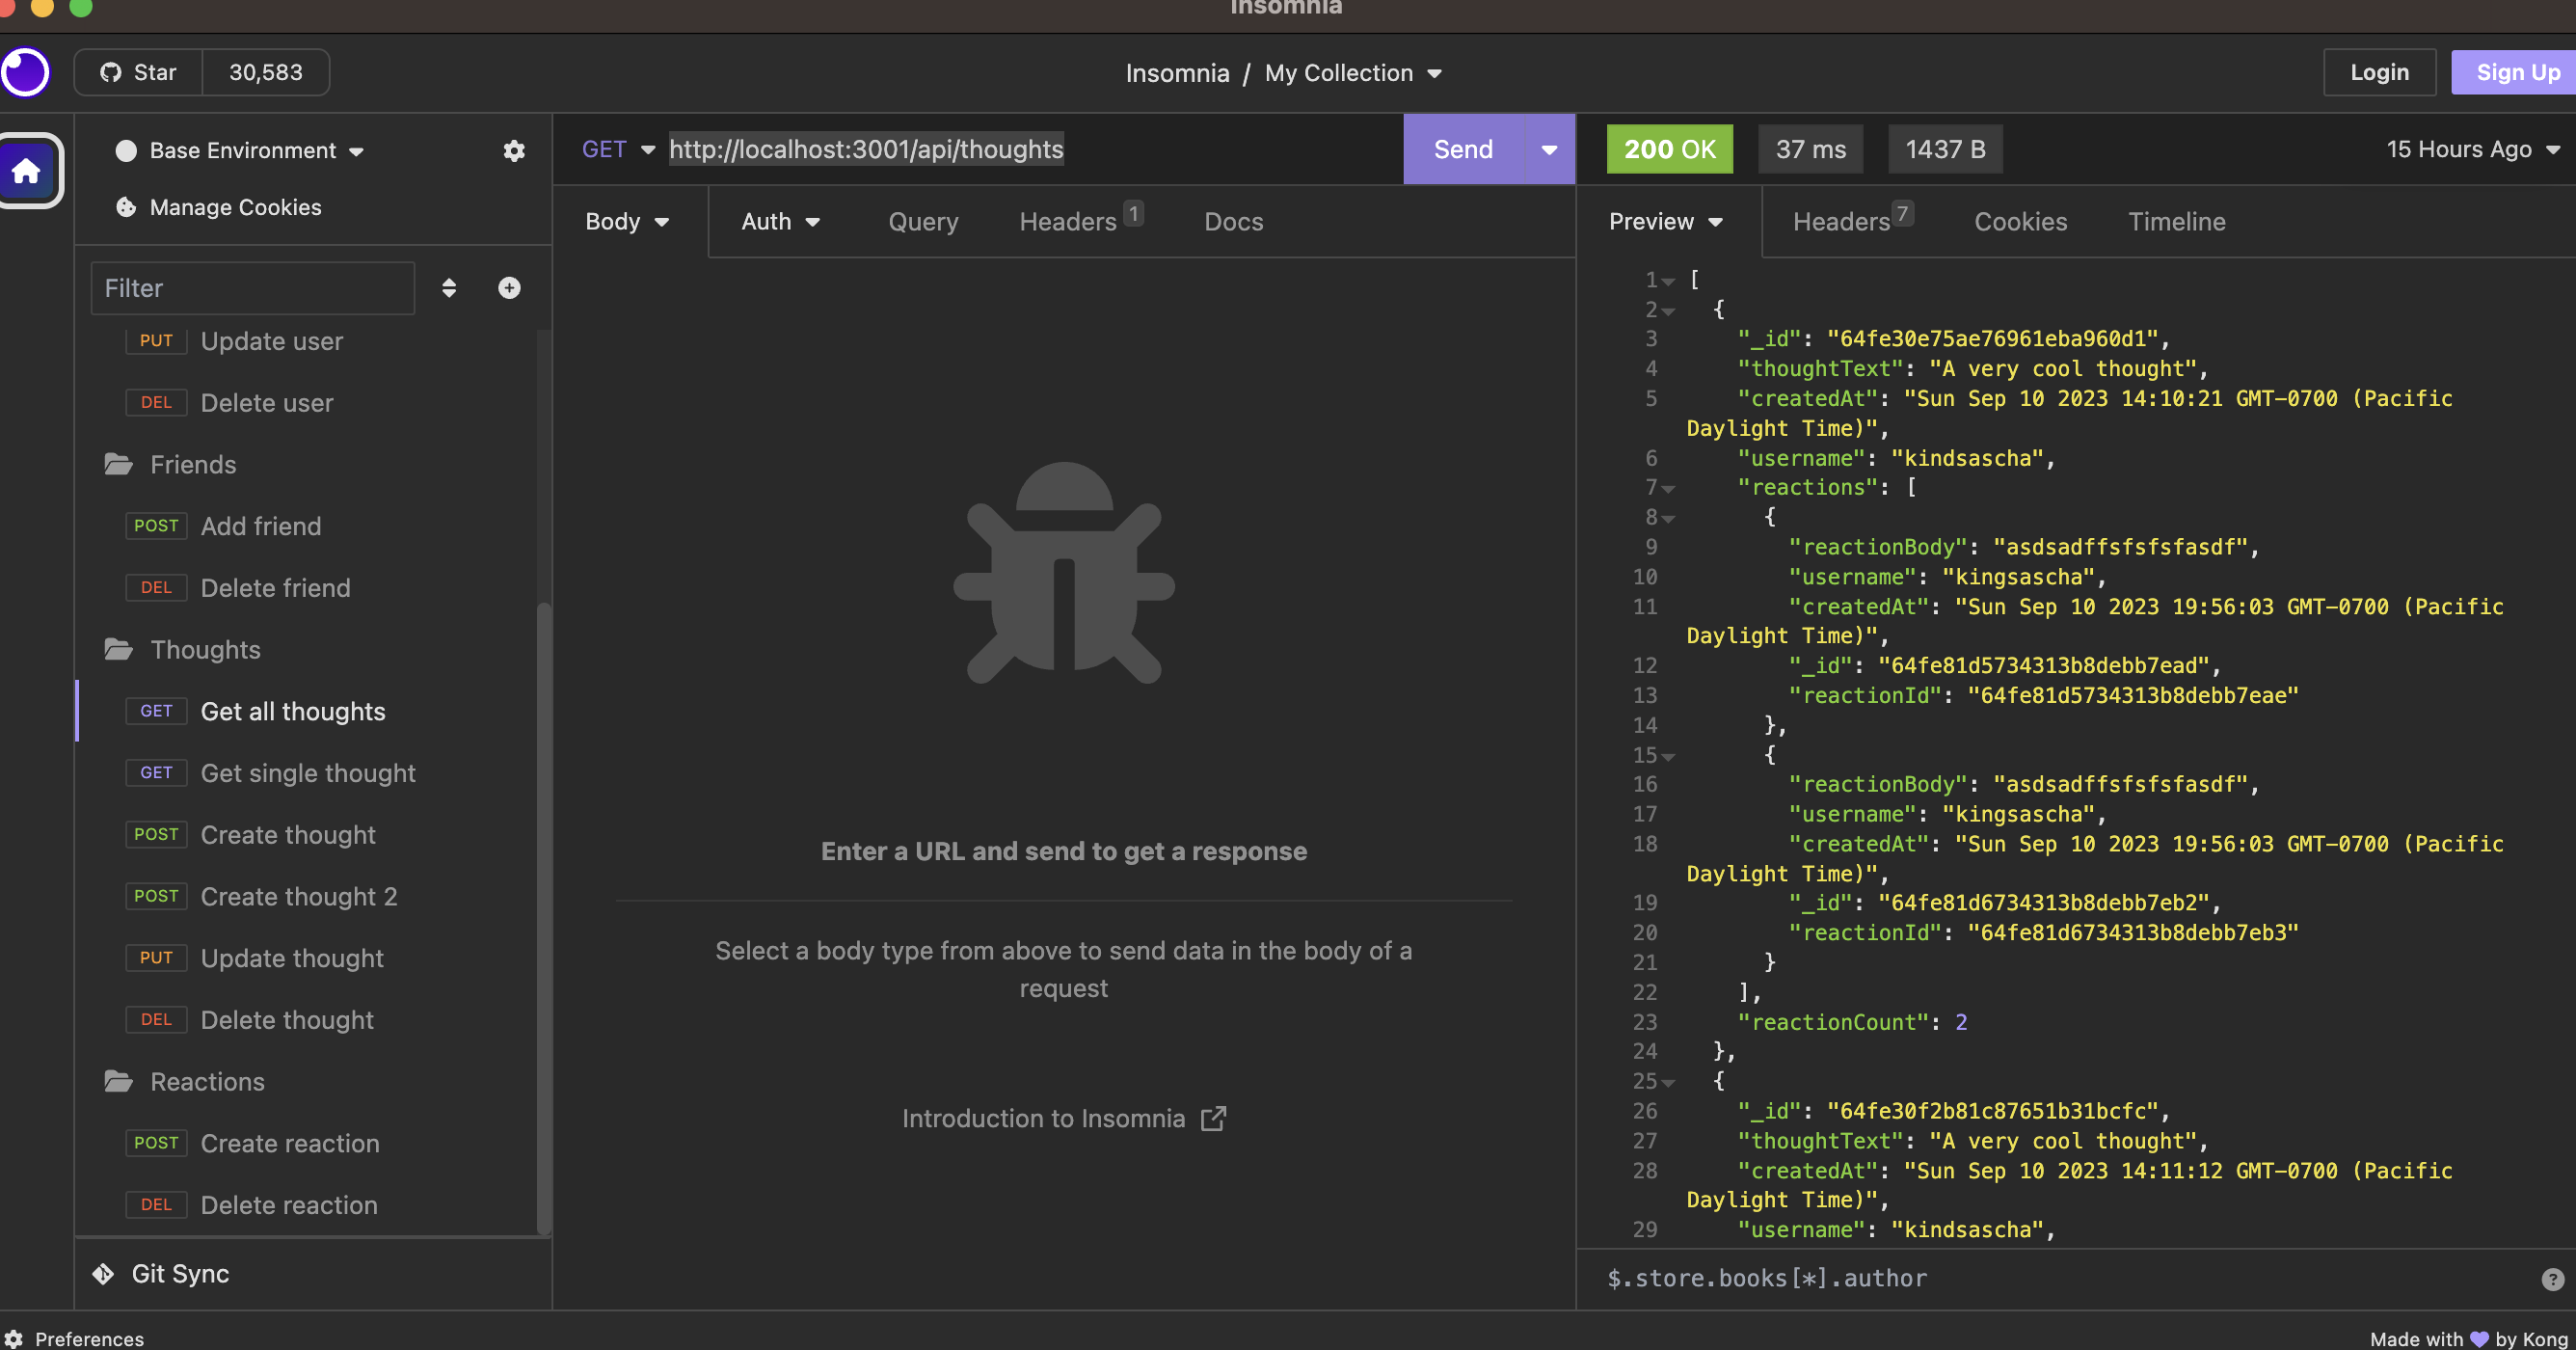 Insomnia
Star 30,583
Insomnia / My Collection
Login Sign Up
Base Environment
Manage Cookies
Filter
PUT Update user
DEL Delete user
Friends
POST Add friend
DEL Delete friend
Thoughts
GET Get all thoughts
GET Get single thought
POST Create thought
POST Create thought 2
PUT Update thought
DEL Delete thought
Reactions
POST Create reaction
DEL Delete reaction
Git Sync
Preferences
GET http://localhost:3001/api/thoughts Send
Body Auth Query Headers 1 Docs
Enter a URL and send to get a response
Select a body type from above to send data in the body of a
request
Introduction to Insomnia
200 OK 37 ms 1437 B 15 Hours Ago
Preview Headers 7 Cookies Timeline
1 [
2 {
3 "_id": "64fe30e75ae76961eba960d1",
4 "thoughtText": "A very cool thought",
5 "createdAt": "Sun Sep 10 2023 14:10:21 GMT-0700 (Pacific
Daylight Time)",
6 "username": "kindsascha",
7 "reactions": [
8 {
9 "reactionBody": "asdsadffsfsfsfasdf",
10 "username": "kingsascha",
11 "createdAt": "Sun Sep 10 2023 19:56:03 GMT-0700 (Pacific
Daylight Time)",
12 "_id": "64fe81d5734313b8debb7ead",
13 "reactionId": "64fe81d5734313b8debb7eae"
14 },
15 {
16 "reactionBody": "asdsadffsfsfsfasdf",
17 "username": "kingsascha",
18 "createdAt": "Sun Sep 10 2023 19:56:03 GMT-0700 (Pacific
Daylight Time)",
19 "_id": "64fe81d6734313b8debb7eb2",
20 "reactionId": "64fe81d6734313b8debb7eb3"
21 }
22 ],
23 "reactionCount": 2
24 },
25 {
26 "_id": "64fe30f2b81c87651b31bcfc",
27 "thoughtText": "A very cool thought",
28 "createdAt": "Sun Sep 10 2023 14:11:12 GMT-0700 (Pacific
Daylight Time)",
29 "username": "kindsascha",
$.store.books[*].author
Made with 💜 by Kong